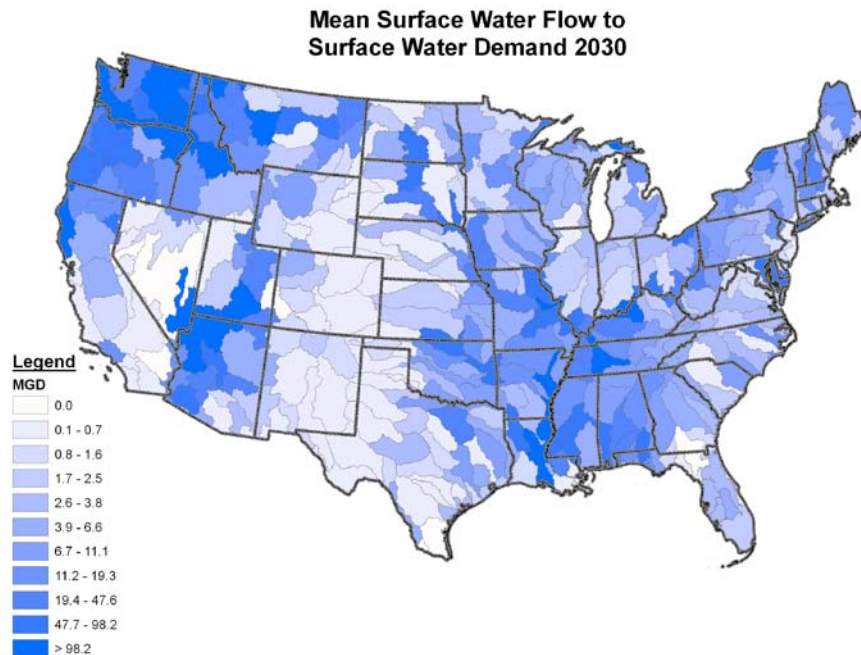 Mean Surface Water Flow to
Surface Water Demand 2030
Legend
MGD
0.0
0.1 - 0.7
0.8 - 1.6
1.7 - 2.5
2.6 - 3.8
3.9 - 6.6
6.7 - 11.1
11.2 - 19.3
19.4 - 47.6
47.7 - 98.2
> 98.2